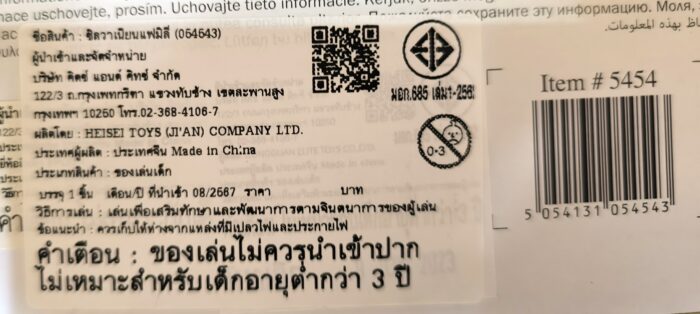 uschovejte, prosím. Uchovajte tieto informácie.
сохраните эту информацию. Моля,
بهذه المعلومات.
ชื่อสินค้า : ซิลวาเนียนแฟมิลี่ (054543)
ผู้นำเข้าและจัดจำหน่าย
บริษัท คิดซ์ แอนด์ คิทซ์ จำกัด
122/3 ถ.กรุงเทพกรีฑา แขวงทับช้าง เขตสะพานสูง
กรุงเทพฯ 10250 โทร.02-368-4106-7
ผลิตโดย : HEISEI TOYS (JI'AN) COMPANY LTD.
ประเทศผู้ผลิต : ประเทศจีน Made in China
ประเภทสินค้า : ของเล่นเด็ก
บรรจุ 1 ชิ้น เดือน/ปี ที่นำเข้า 08/2567 ราคา บาท
วิธีการเล่น : เล่นเพื่อเสริมทักษะและพัฒนาการตามจินตนาการของผู้เล่น
ข้อแนะนำ : ควรเก็บให้ห่างจากแหล่งที่มีเปลวไฟและประกายไฟ
คำเตือน : ของเล่นไม่ควรนำเข้าปาก
ไม่เหมาะสำหรับเด็กอายุต่ำกว่า 3 ปี
มอก.685 เล่ม1-256
0-3
Item # 5454
5 054131 054543